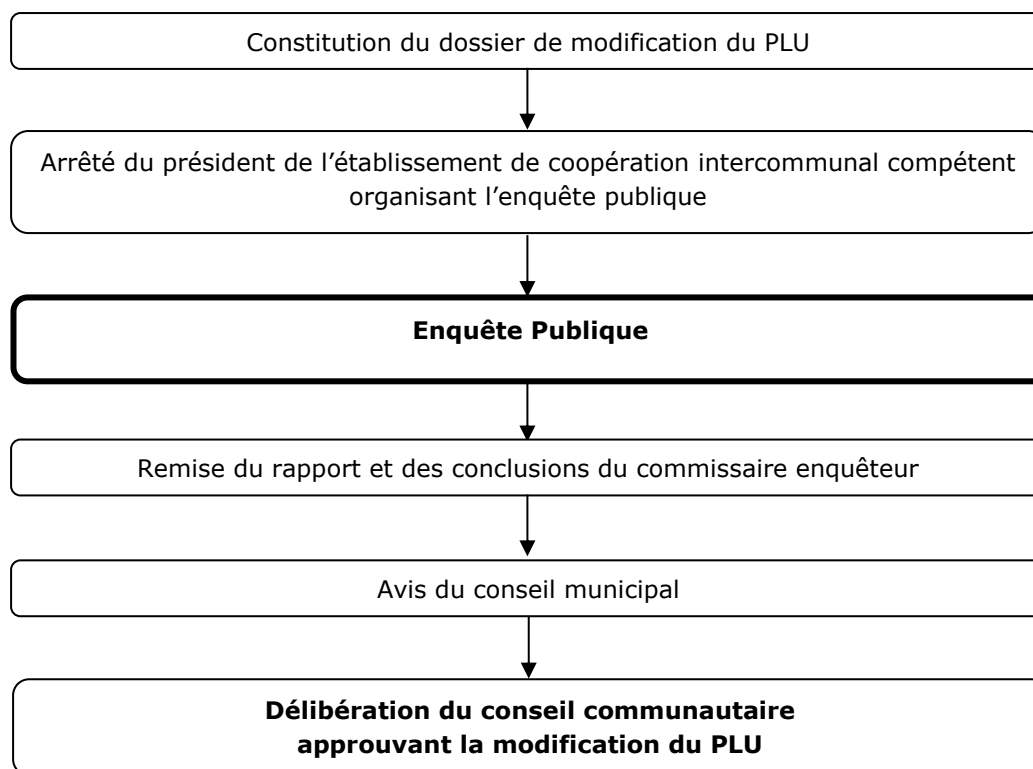 Constitution du dossier de modification du PLU
Arrêté du président de l’établissement de coopération intercommunal compétent
organisant l’enquête publique
Enquête Publique
Remise du rapport et des conclusions du commissaire enquêteur
Avis du conseil municipal
Délibération du conseil communautaire
approuvant la modification du PLU